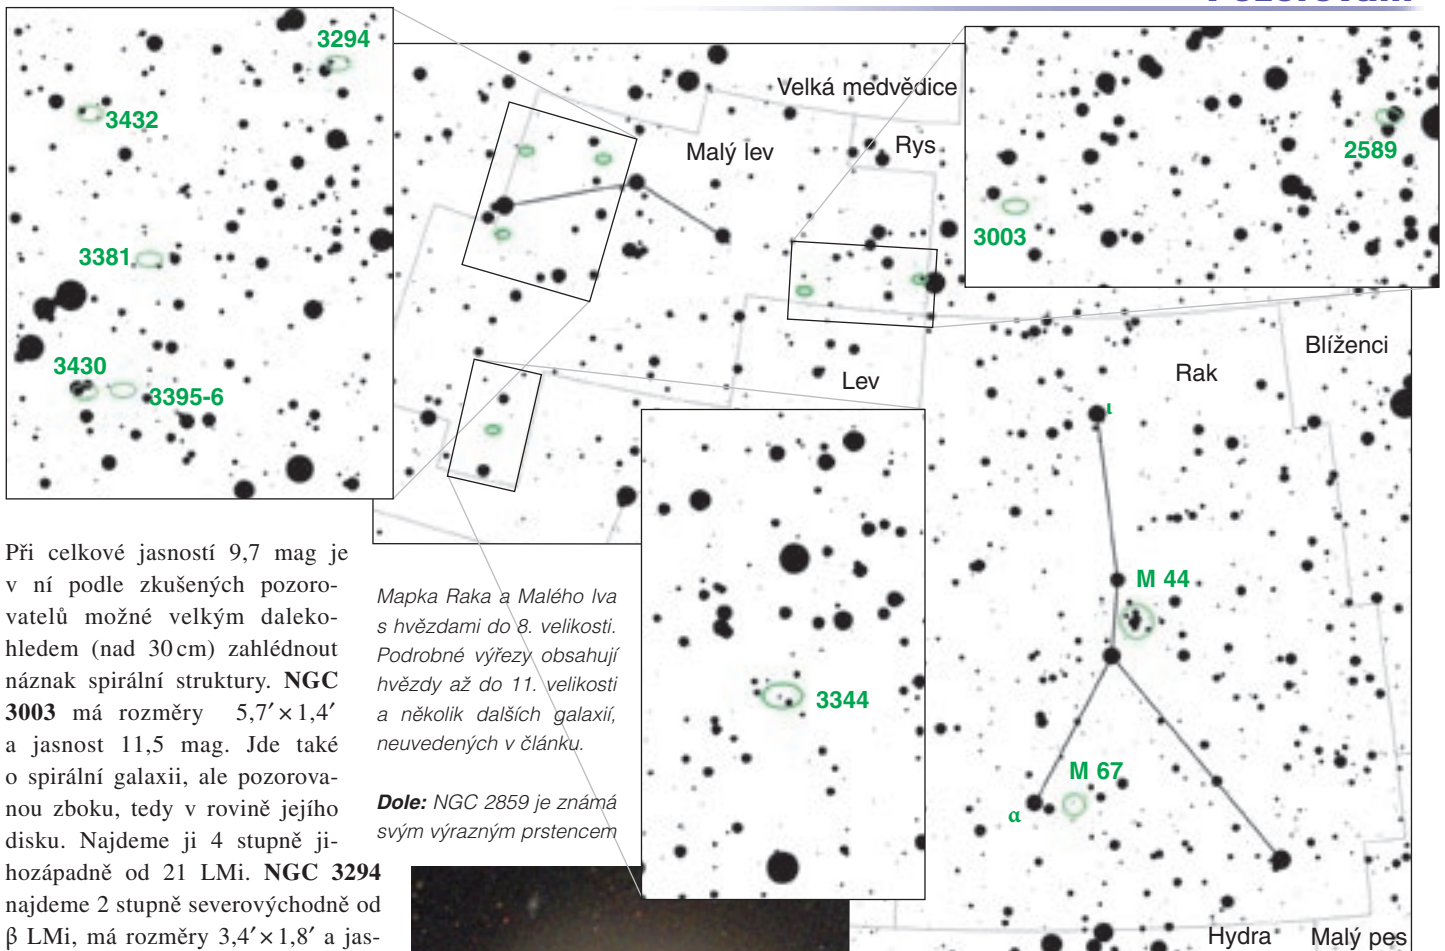 3294
3432
3381
3430
3395-6
Velká medvědice
Malý lev
Rys
2589
3003
Blíženci
Rak
Lev
ι
M 44
3344
M 67
α
Hydra
Malý pes
Při celkové jasností 9,7 mag je
v ní podle zkušených pozoro-
vatelů možné velkým daleko-
hledem (nad 30 cm) zahlédnout
náznak spirální struktury. NGC
3003 má rozměry 5,7′ × 1,4′
a jasnost 11,5 mag. Jde také
o spirální galaxii, ale pozorova-
nou zboku, tedy v rovině jejího
disku. Najdeme ji 4 stupně ji-
hozápadně od 21 LMi. NGC 3294
najdeme 2 stupně severovýchodně od
β LMi, má rozměry 3,4′ × 1,8′ a jas-
Mapka Raka a Malého lva
s hvězdami do 8. velikosti.
Podrobné výřezy obsahují
hvězdy až do 11. velikosti
a několik dalších galaxií,
neuvedených v článku.
Dole: NGC 2859 je známá
svým výrazným prstencem